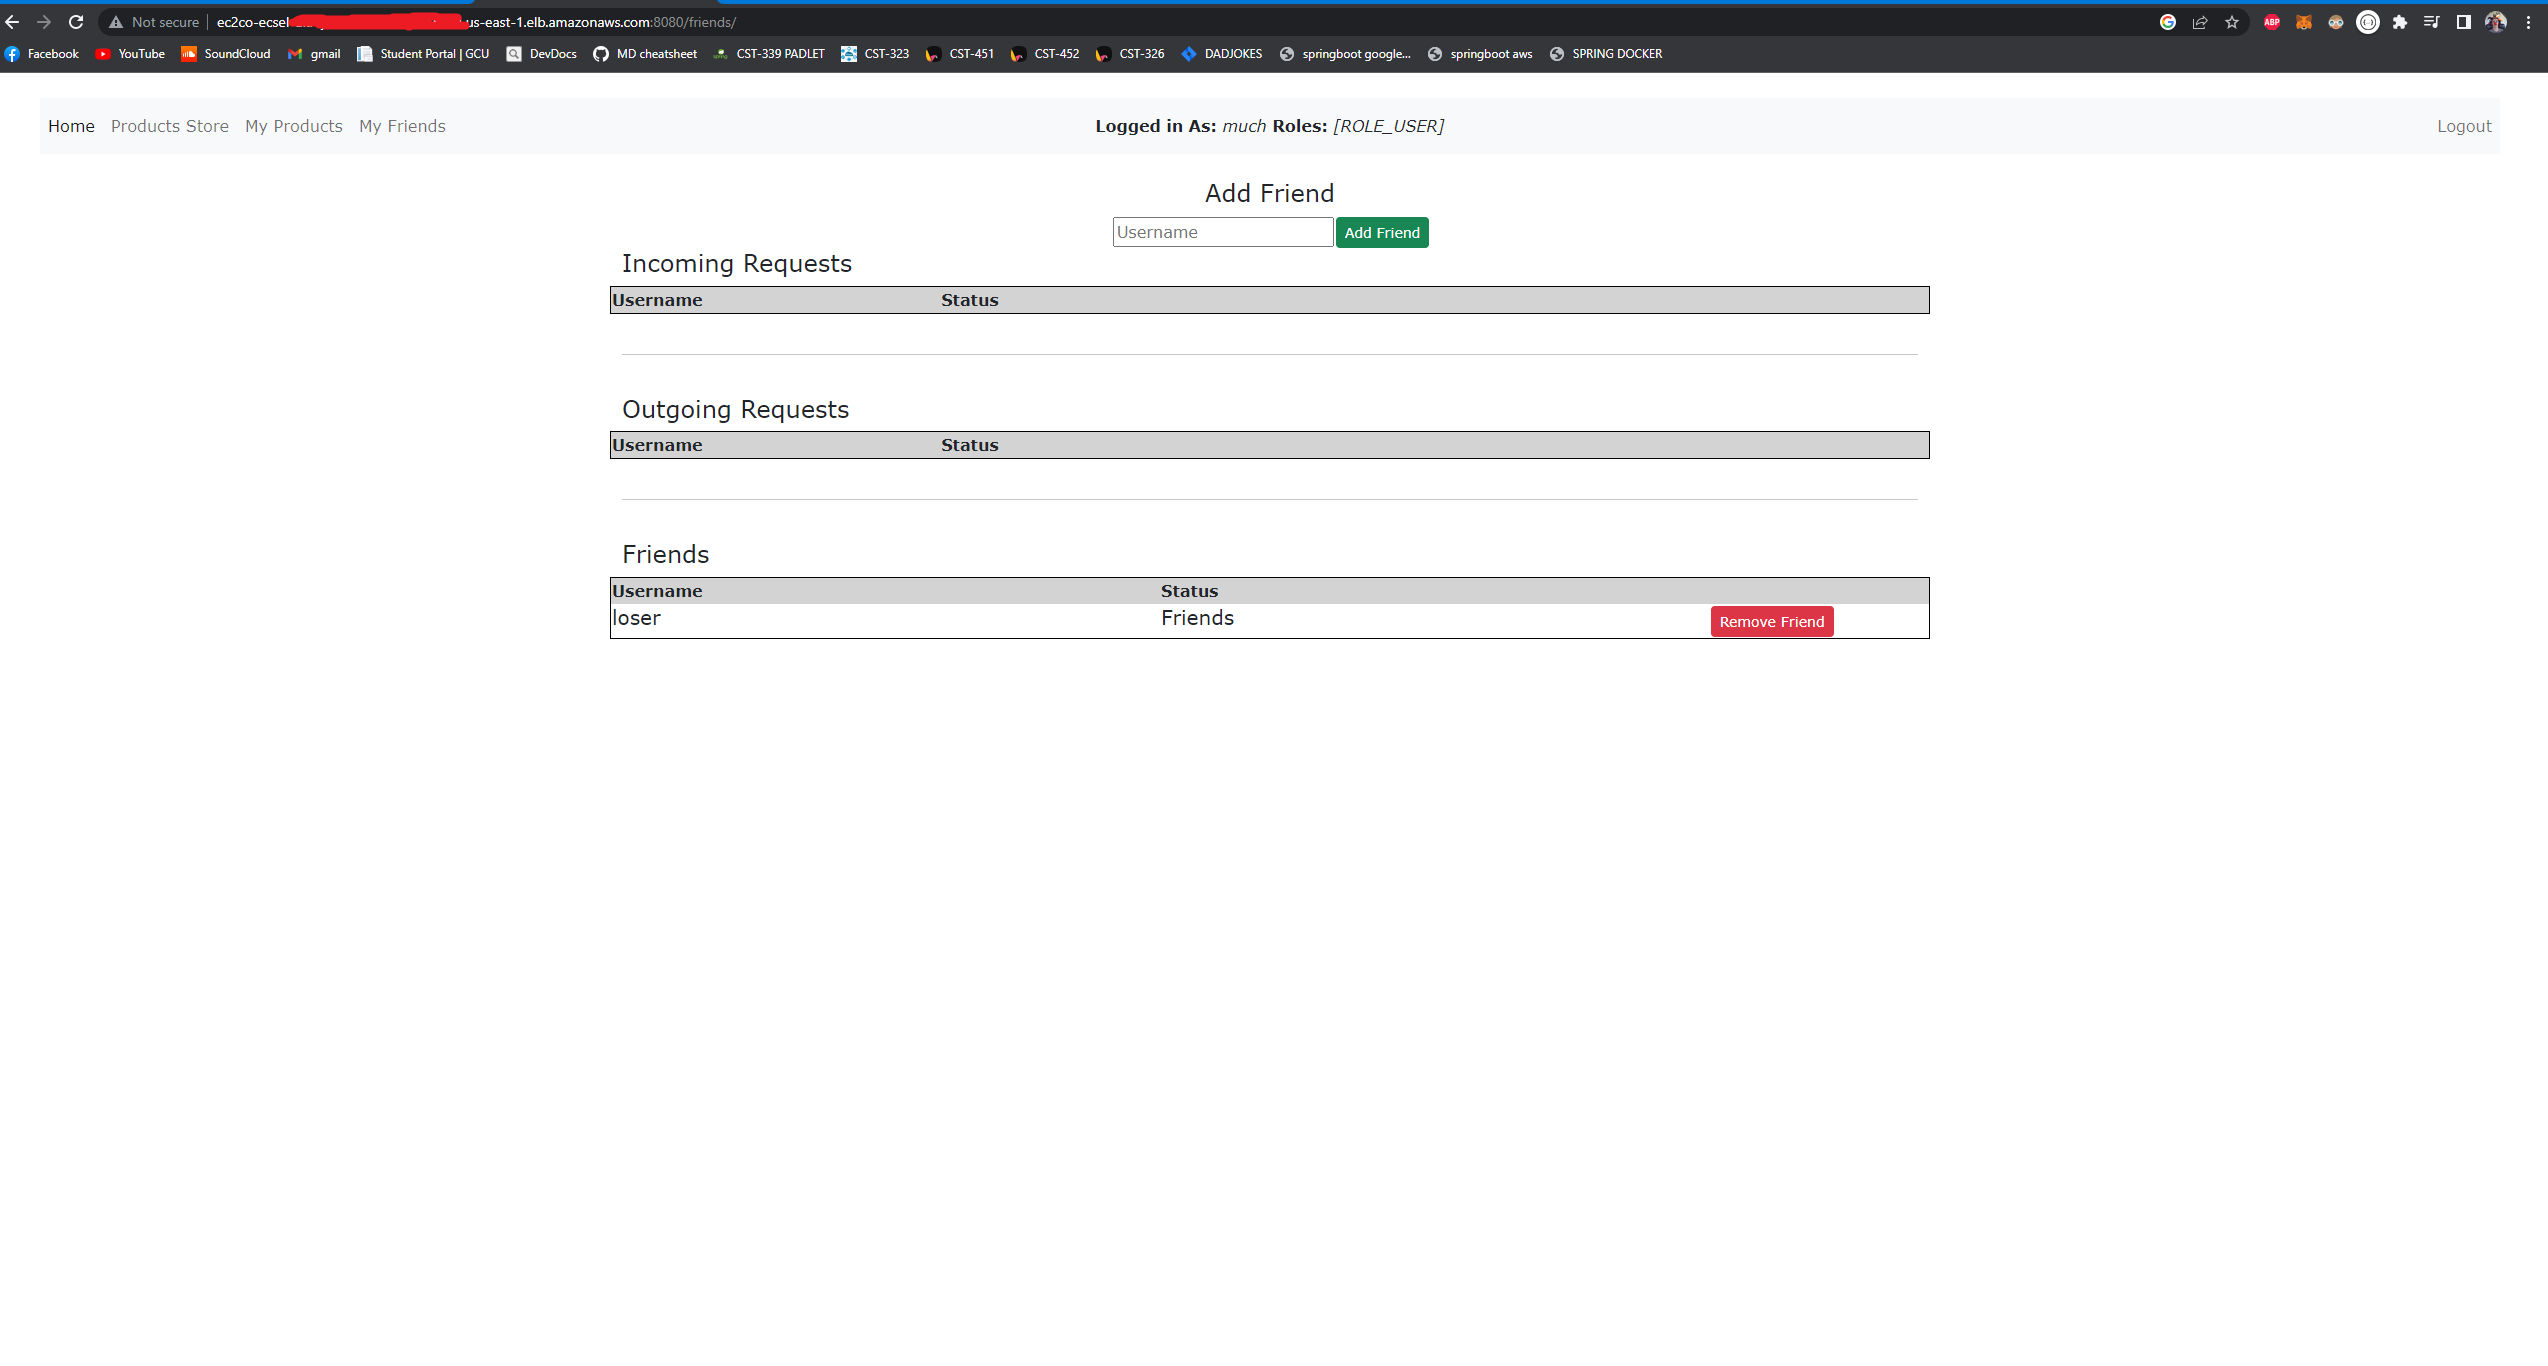 Not secure ec2co-ecsel us-east-1.elb.amazonaws.com:8080/friends/
ABP
Facebook YouTube SoundCloud gmail Student Portal | GCU DevDocs MD cheatsheet CST-339 PADLET CST-323 CST-451 CST-452 CST-326 DADJOKES springboot google... springboot aws SPRING DOCKER
Home Products Store My Products My Friends Logged in As: much Roles: [ROLE_USER] Logout
Add Friend
Username Add Friend
Incoming Requests
Username Status
Outgoing Requests
Username Status
Friends
Username Status
loser Friends Remove Friend